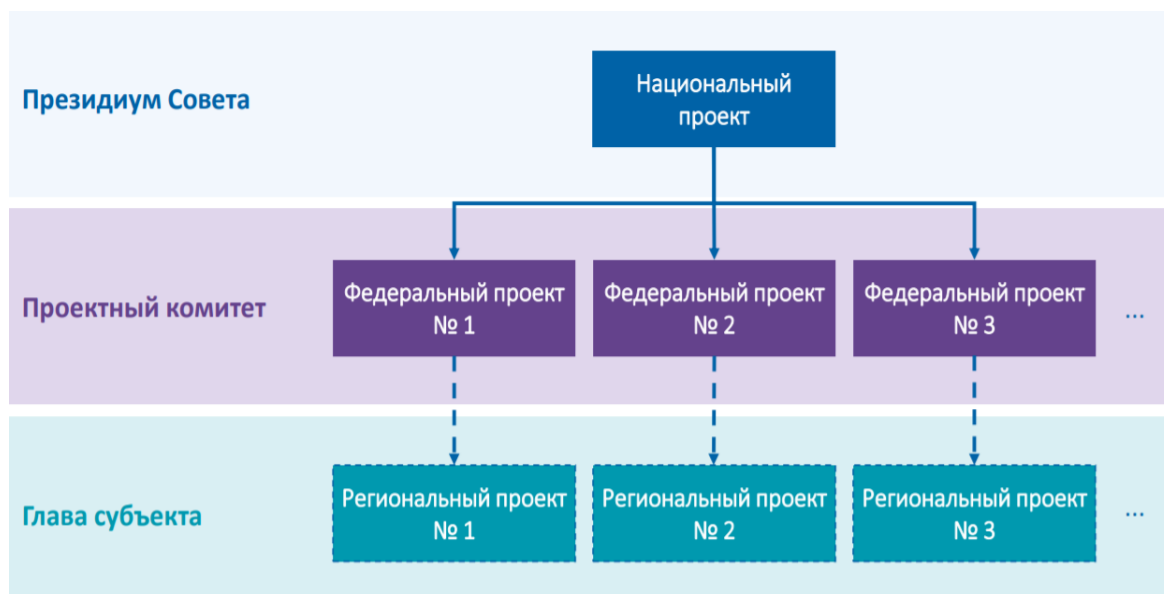 Президиум Совета
Национальный
проект
Проектный комитет
Федеральный проект
№ 1
Федеральный проект
№ 2
Федеральный проект
№ 3
...
Глава субъекта
Региональный проект
№ 1
Региональный проект
№ 2
Региональный проект
№ 3
...